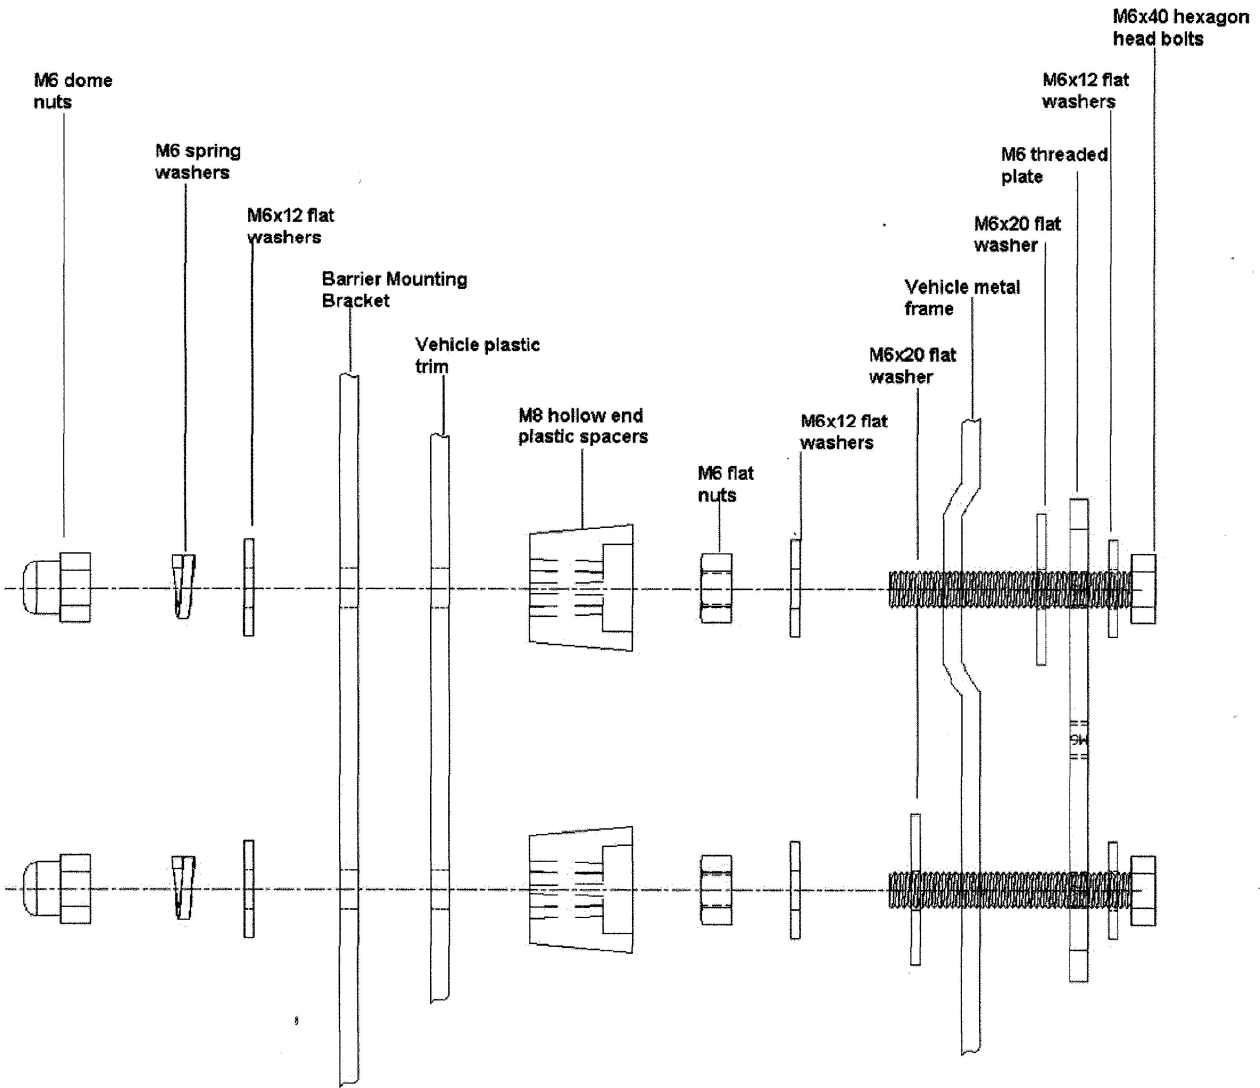 M6x40 hexagon
head bolts
M6 dome
nuts
M6x12 flat
washers
M6 spring
washers
M6 threaded
plate
M6x12 flat
washers
M6x20 flat
washer
Barrier Mounting
Bracket
Vehicle metal
frame
Vehicle plastic
trim
M6x20 flat
washer
M8 hollow end
plastic spacers
M6x12 flat
washers
M6 flat
nuts
M6